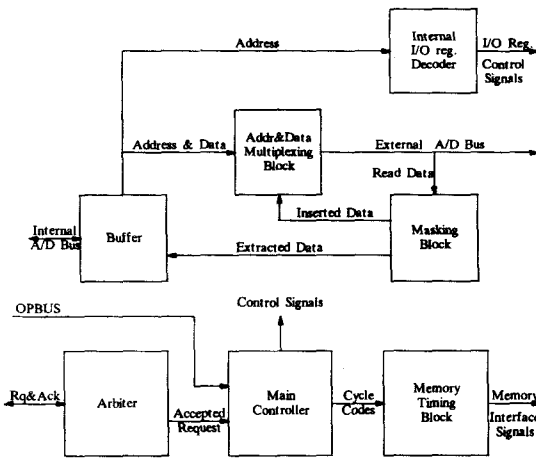 Address
Internal
I/O reg.
Decoder
I/O Reg.
Control
Signals
Address & Data
Addr&Data
Multiplexing
Block
External A/D Bus
Read Data
Inserted Data
Masking
Block
Internal
A/D Bus
Buffer
Extracted Data
OPBUS
Control Signals
Rq&Ack
Arbiter
Accepted
Request
Main
Controller
Cycle
Codes
Memory
Timing
Block
Memory
Interface
Signals